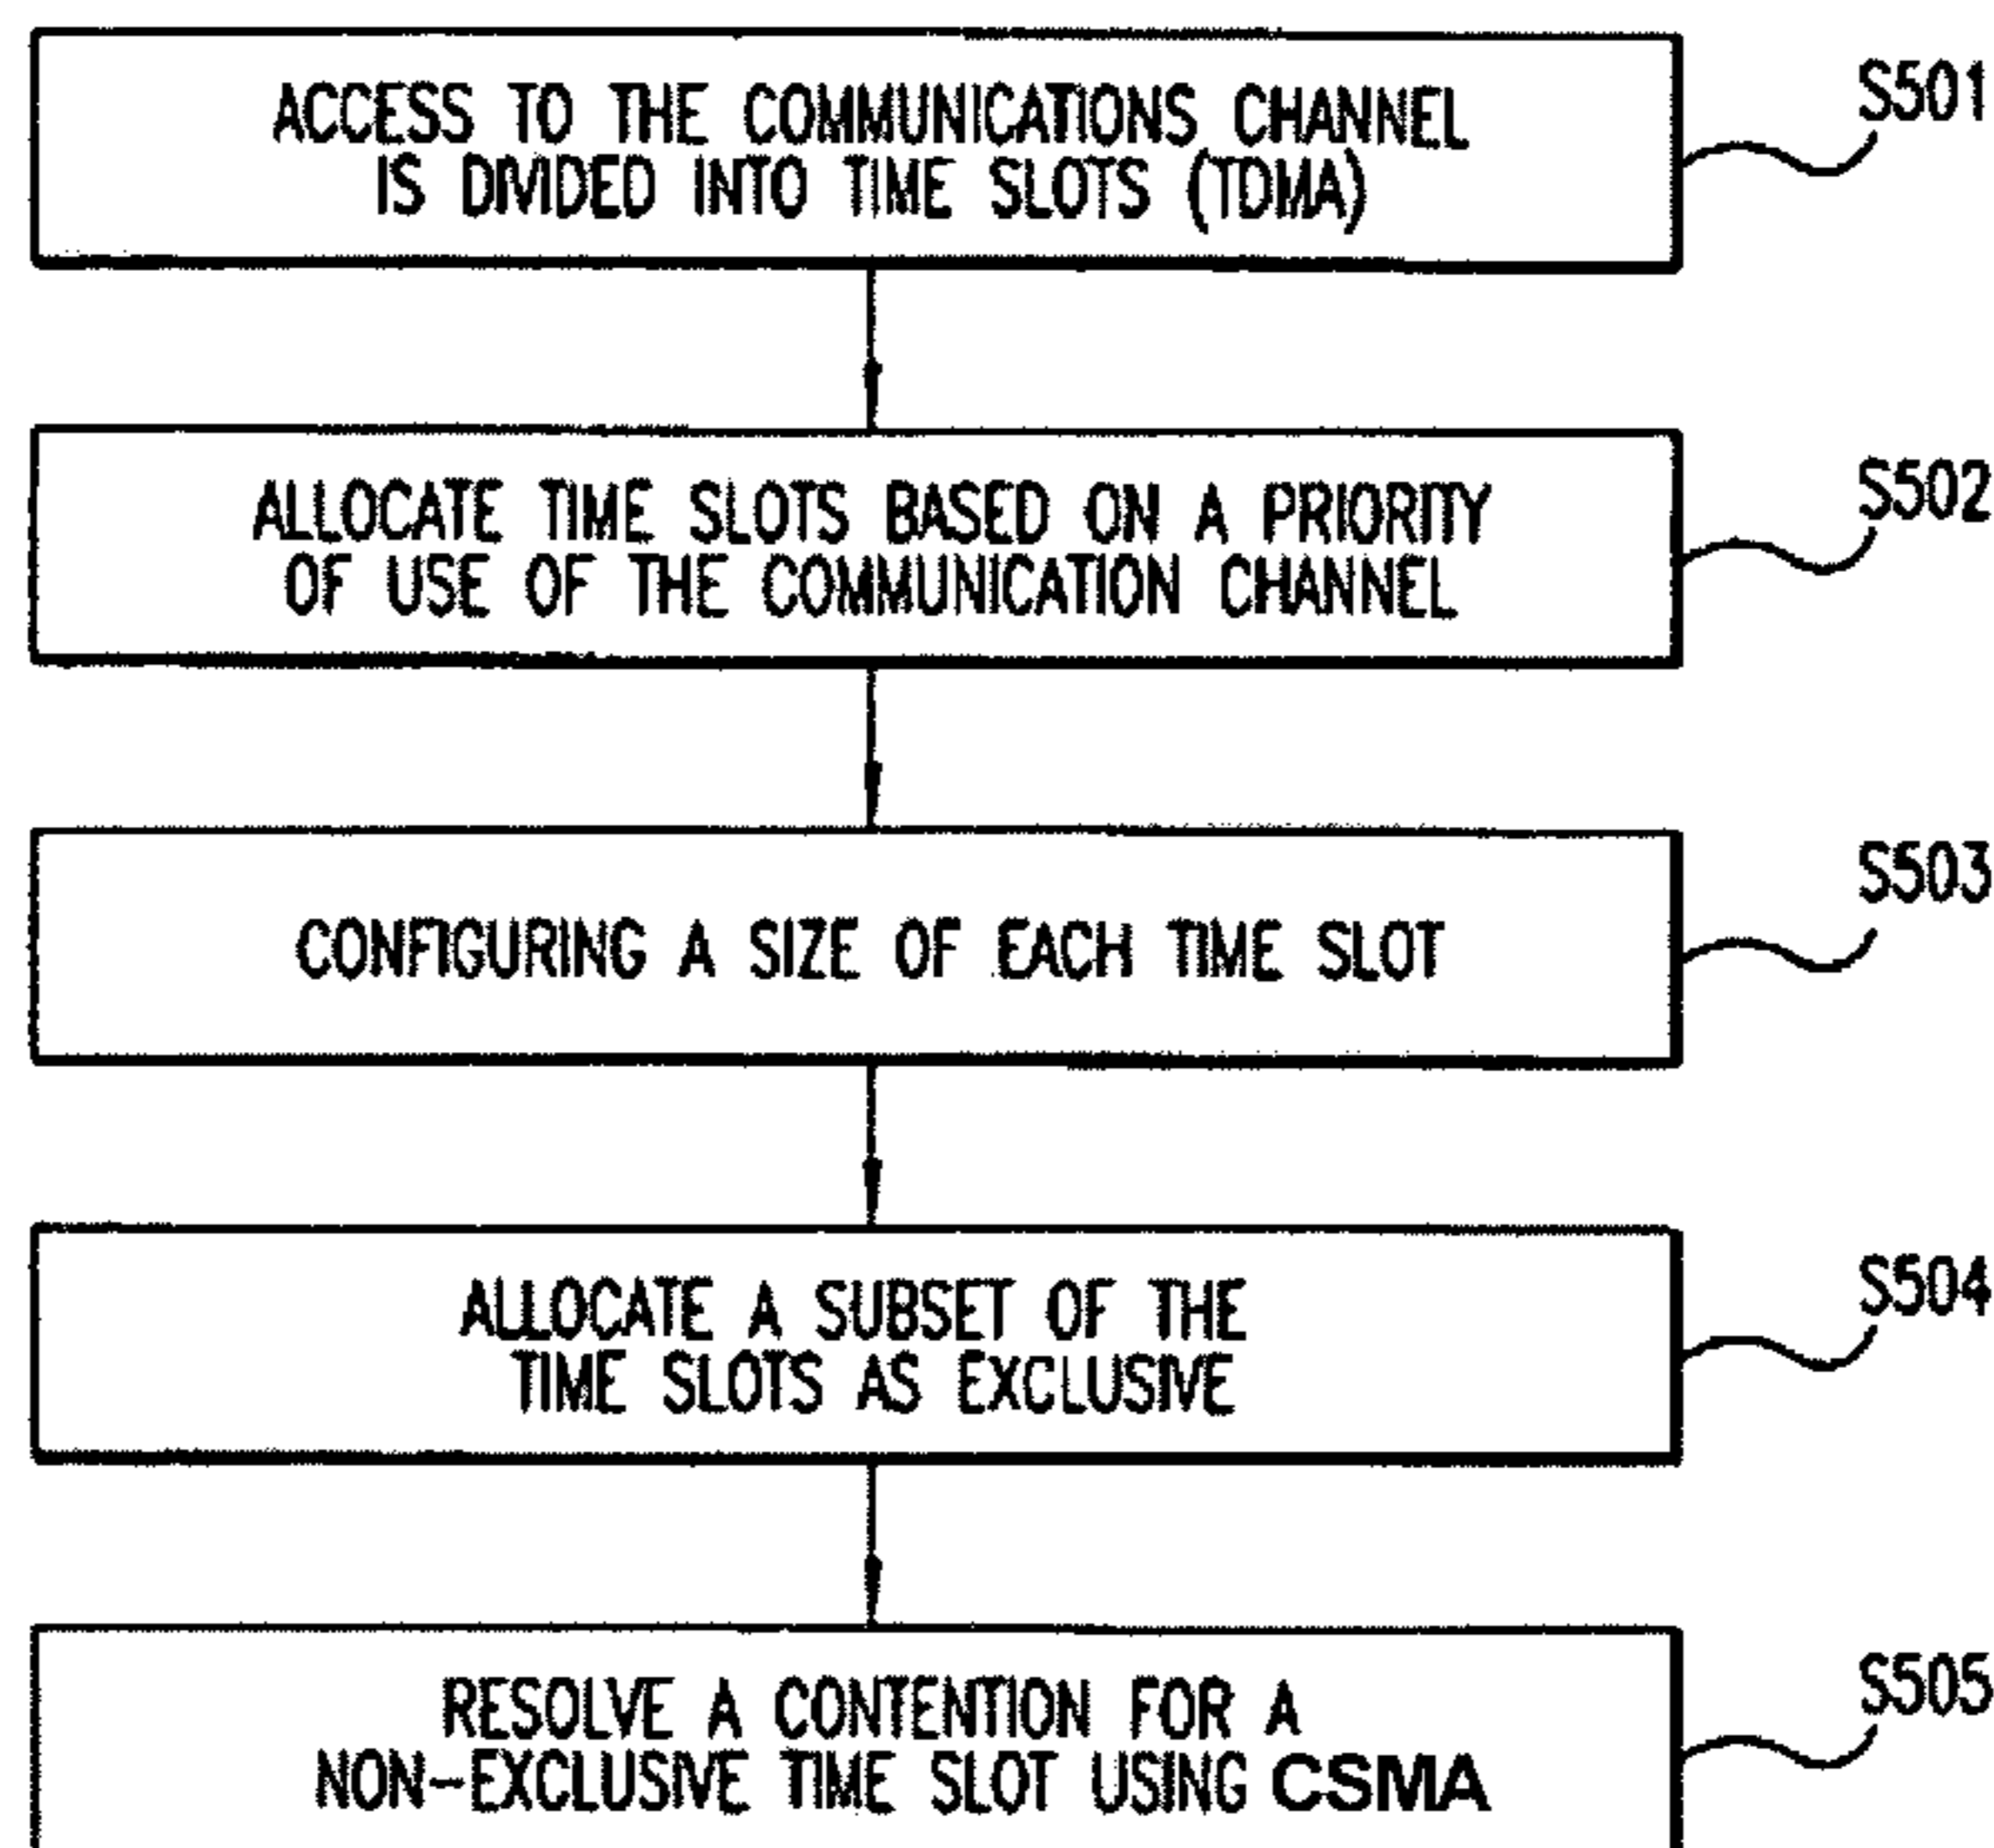 ACCESS TO THE COMMUNICATIONS CHANNEL
IS DIVIDED INTO TIME SLOTS (TDMA)
S501
ALLOCATE TIME SLOTS BASED ON A PRIORITY
OF USE OF THE COMMUNICATION CHANNEL
S502
CONFIGURING A SIZE OF EACH TIME SLOT
S503
ALLOCATE A SUBSET OF THE
TIME SLOTS AS EXCLUSIVE
S504
RESOLVE A CONTENTION FOR A
NON-EXCLUSIVE TIME SLOT USING CSMA
S505